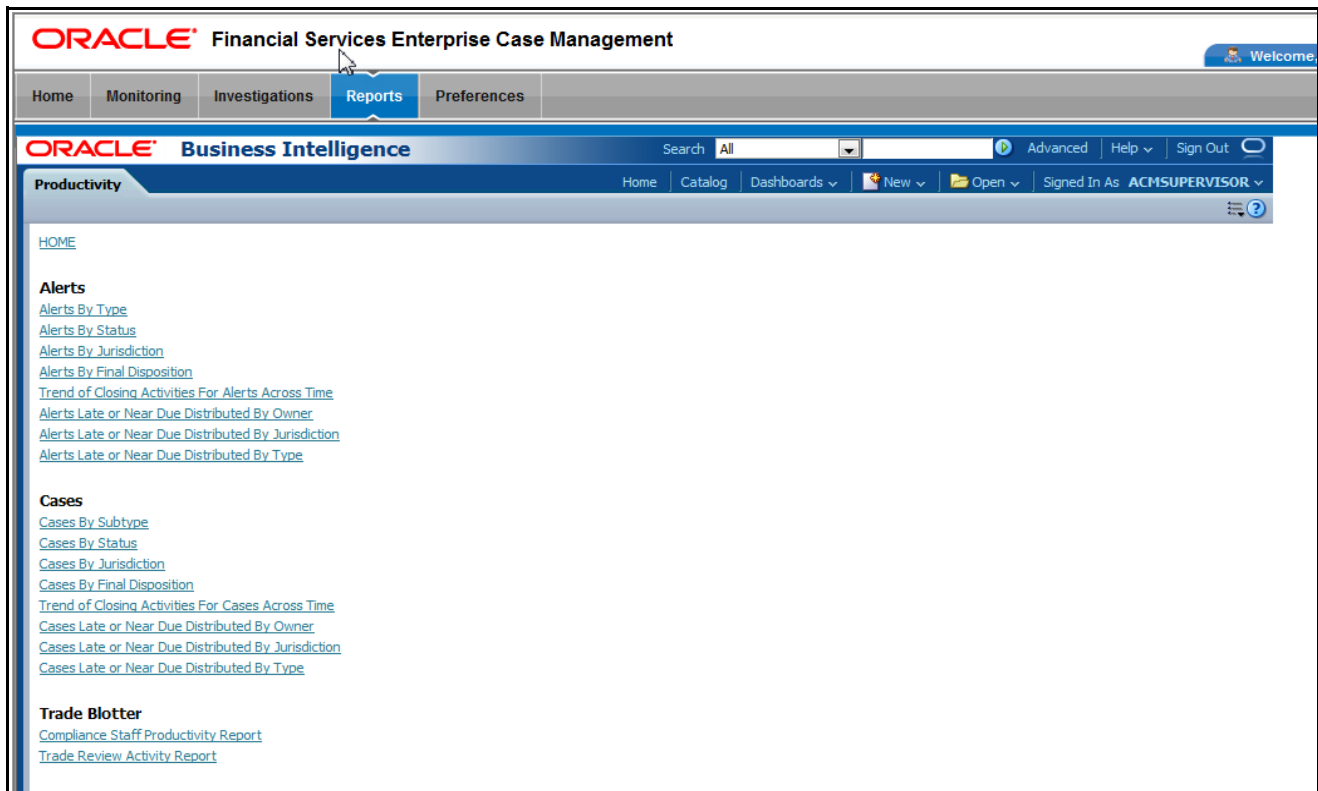 ORACLE Financial Services Enterprise Case Management
Welcome,
Home Monitoring Investigations Reports Preferences
ORACLE Business Intelligence Search All Advanced Help Sign Out
Productivity Home Catalog Dashboards New Open Signed In As ACMSUPERVISOR
HOME
Alerts
Alerts By Type
Alerts By Status
Alerts By Jurisdiction
Alerts By Final Disposition
Trend of Closing Activities For Alerts Across Time
Alerts Late or Near Due Distributed By Owner
Alerts Late or Near Due Distributed By Jurisdiction
Alerts Late or Near Due Distributed By Type
Cases
Cases By Subtype
Cases By Status
Cases By Jurisdiction
Cases By Final Disposition
Trend of Closing Activities For Cases Across Time
Cases Late or Near Due Distributed By Owner
Cases Late or Near Due Distributed By Jurisdiction
Cases Late or Near Due Distributed By Type
Trade Blotter
Compliance Staff Productivity Report
Trade Review Activity Report